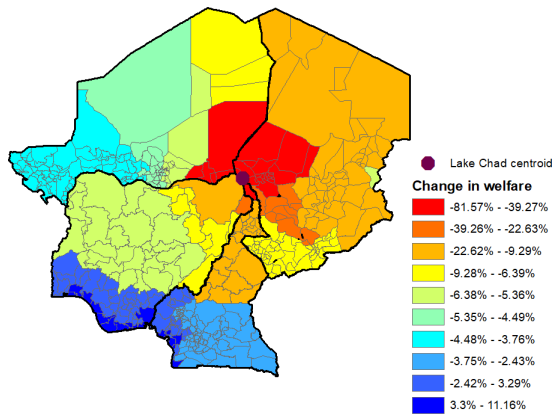 Lake Chad centroid
Change in welfare
-81.57% - -39.27%
-39.26% - -22.63%
-22.62% - -9.29%
-9.28% - -6.39%
-6.38% - -5.36%
-5.35% - -4.49%
-4.48% - -3.76%
-3.75% - -2.43%
-2.42% - 3.29%
3.3% - 11.16%